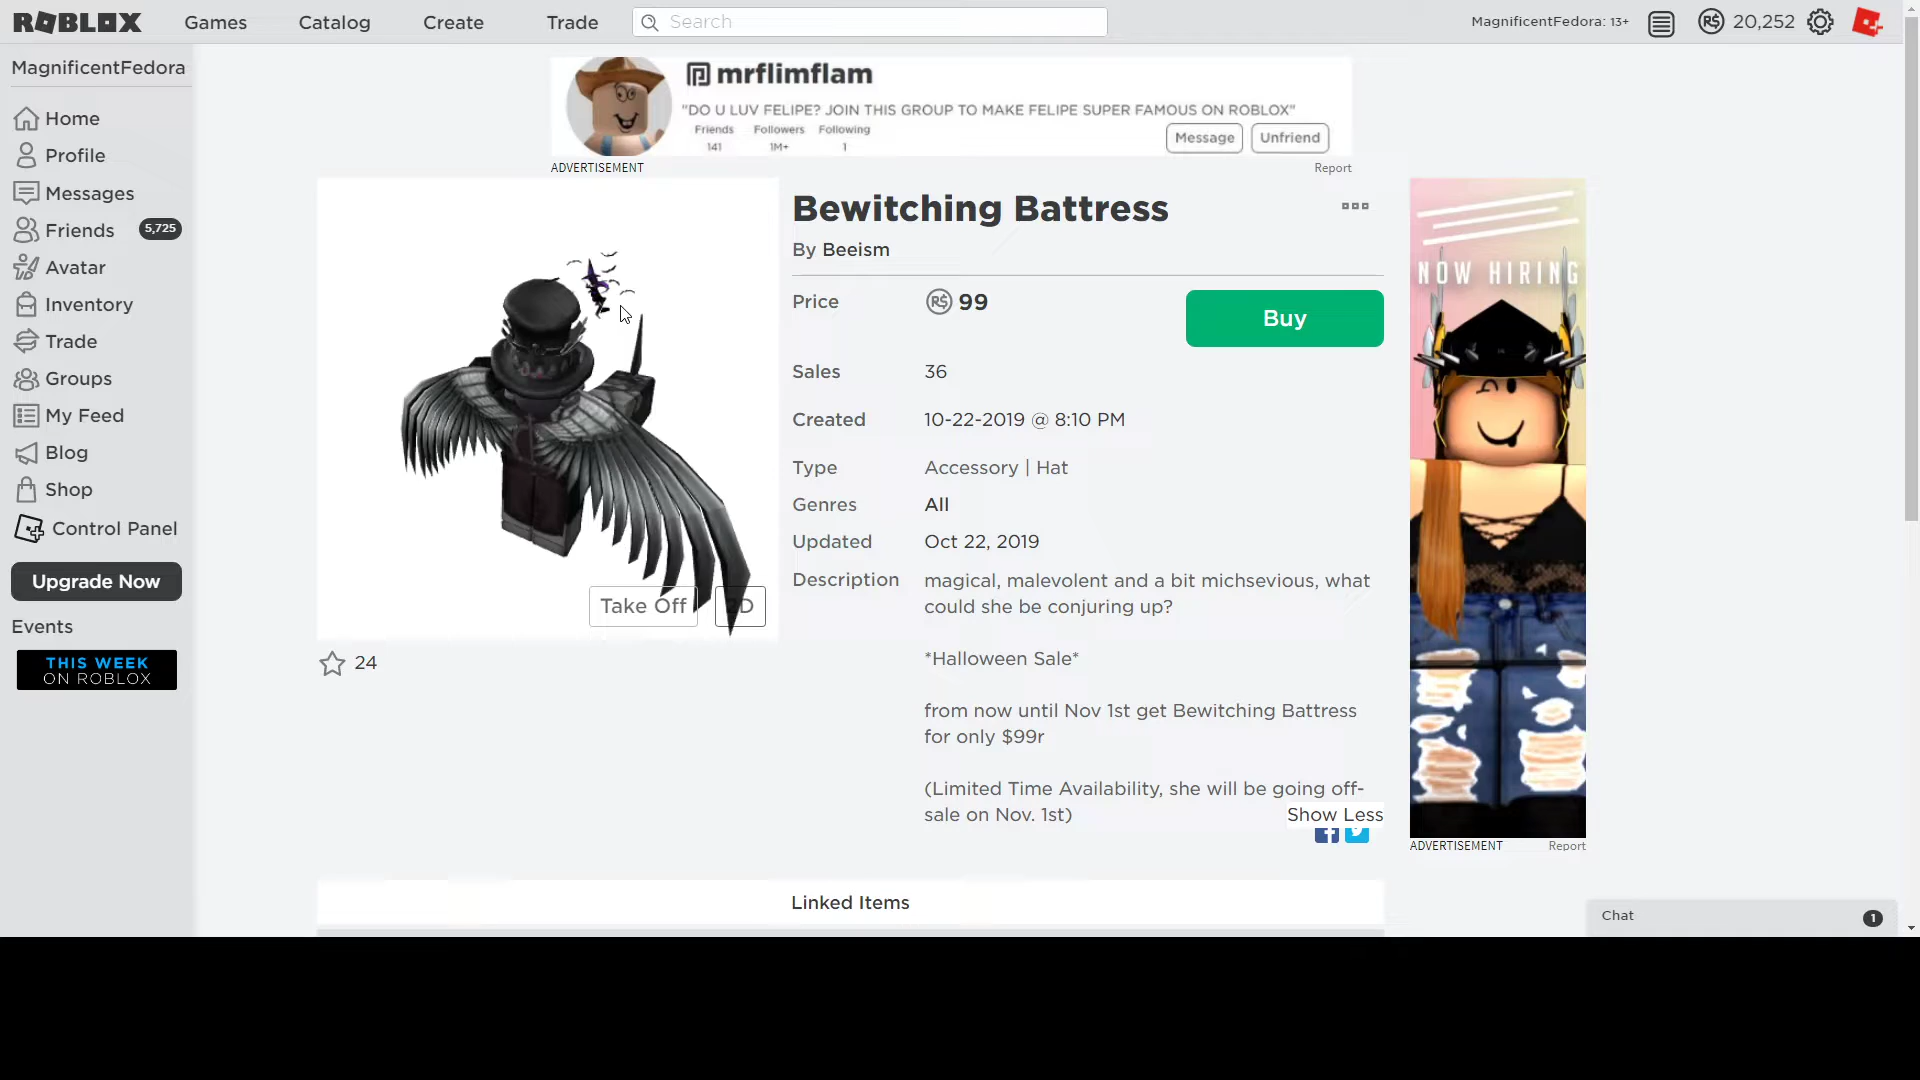 ROBLOX
Games
Catalog
Create
Trade
Search
MagnificentFedora: 13+
20,252
MagnificentFedora
Home
Profile
Messages
Friends
5,725
Avatar
Inventory
Trade
Groups
My Feed
Blog
Shop
Control Panel
Upgrade Now
Events
THIS WEEK
ON ROBLOX
mrflimflam
"DO U LUV FELIPE? JOIN THIS GROUP TO MAKE FELIPE SUPER FAMOUS ON ROBLOX"
Friends Followers Following
141 1M+ 1
Message
Unfriend
ADVERTISEMENT
Report
Take Off
3D
24
Bewitching Battress
By Beeism
Price
R$ 99
Buy
Sales 36
Created 10-22-2019 @ 8:10 PM
Type Accessory | Hat
Genres All
Updated Oct 22, 2019
Description magical, malevolent and a bit michsevious, what
could she be conjuring up?
*Halloween Sale*
from now until Nov 1st get Bewitching Battress
for only $99r
(Limited Time Availability, she will be going off-
sale on Nov. 1st)
Show Less
Linked Items
NOW HIRING
ADVERTISEMENT
Report
Chat
1